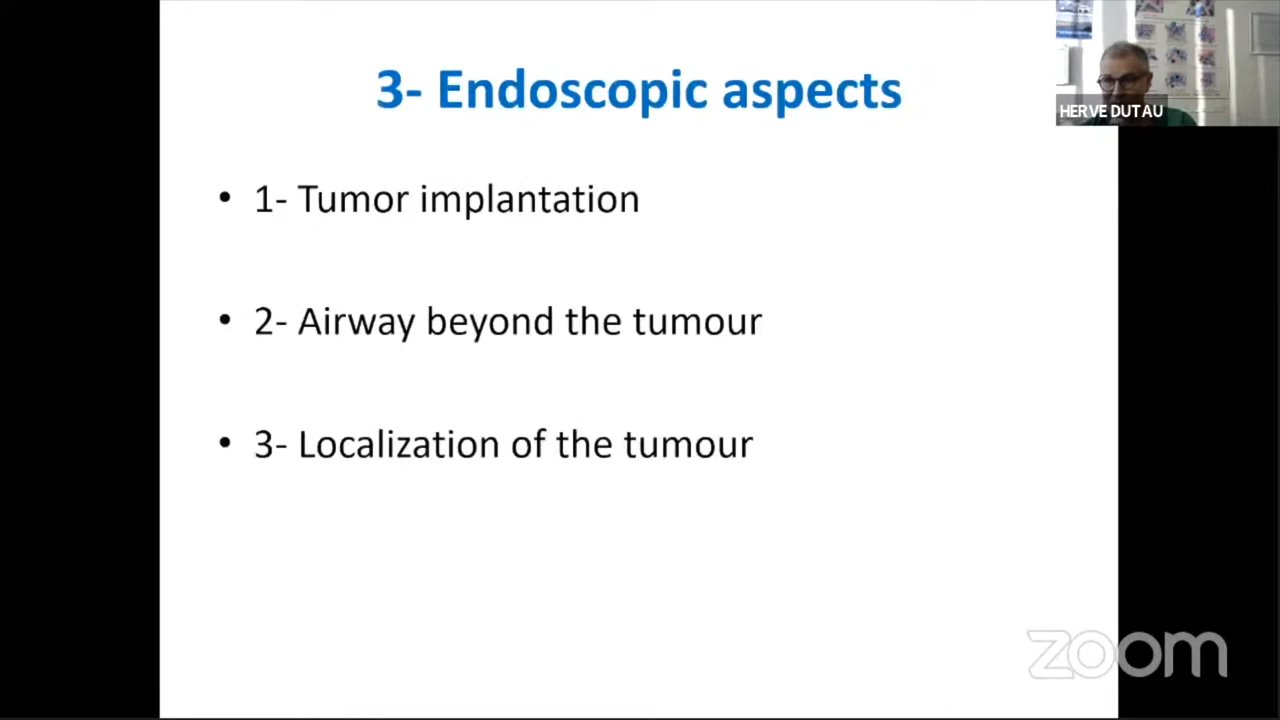 3- Endoscopic aspects
HERVE DUTAU
• 1- Tumor implantation
• 2- Airway beyond the tumour
• 3- Localization of the tumour
zoom